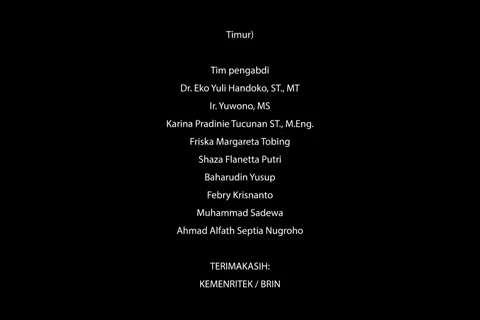 Timur)
Tim pengabdi
Dr. Eko Yuli Handoko, ST., MT
Ir. Yuwono, MS
Karina Pradinie Tucunan ST., M.Eng.
Friska Margareta Tobing
Shaza Flanetta Putri
Baharudin Yusup
Febry Krisnanto
Muhammad Sadewa
Ahmad Alfath Septia Nugroho
TERIMAKASIH:
KEMENRITEK / BRIN